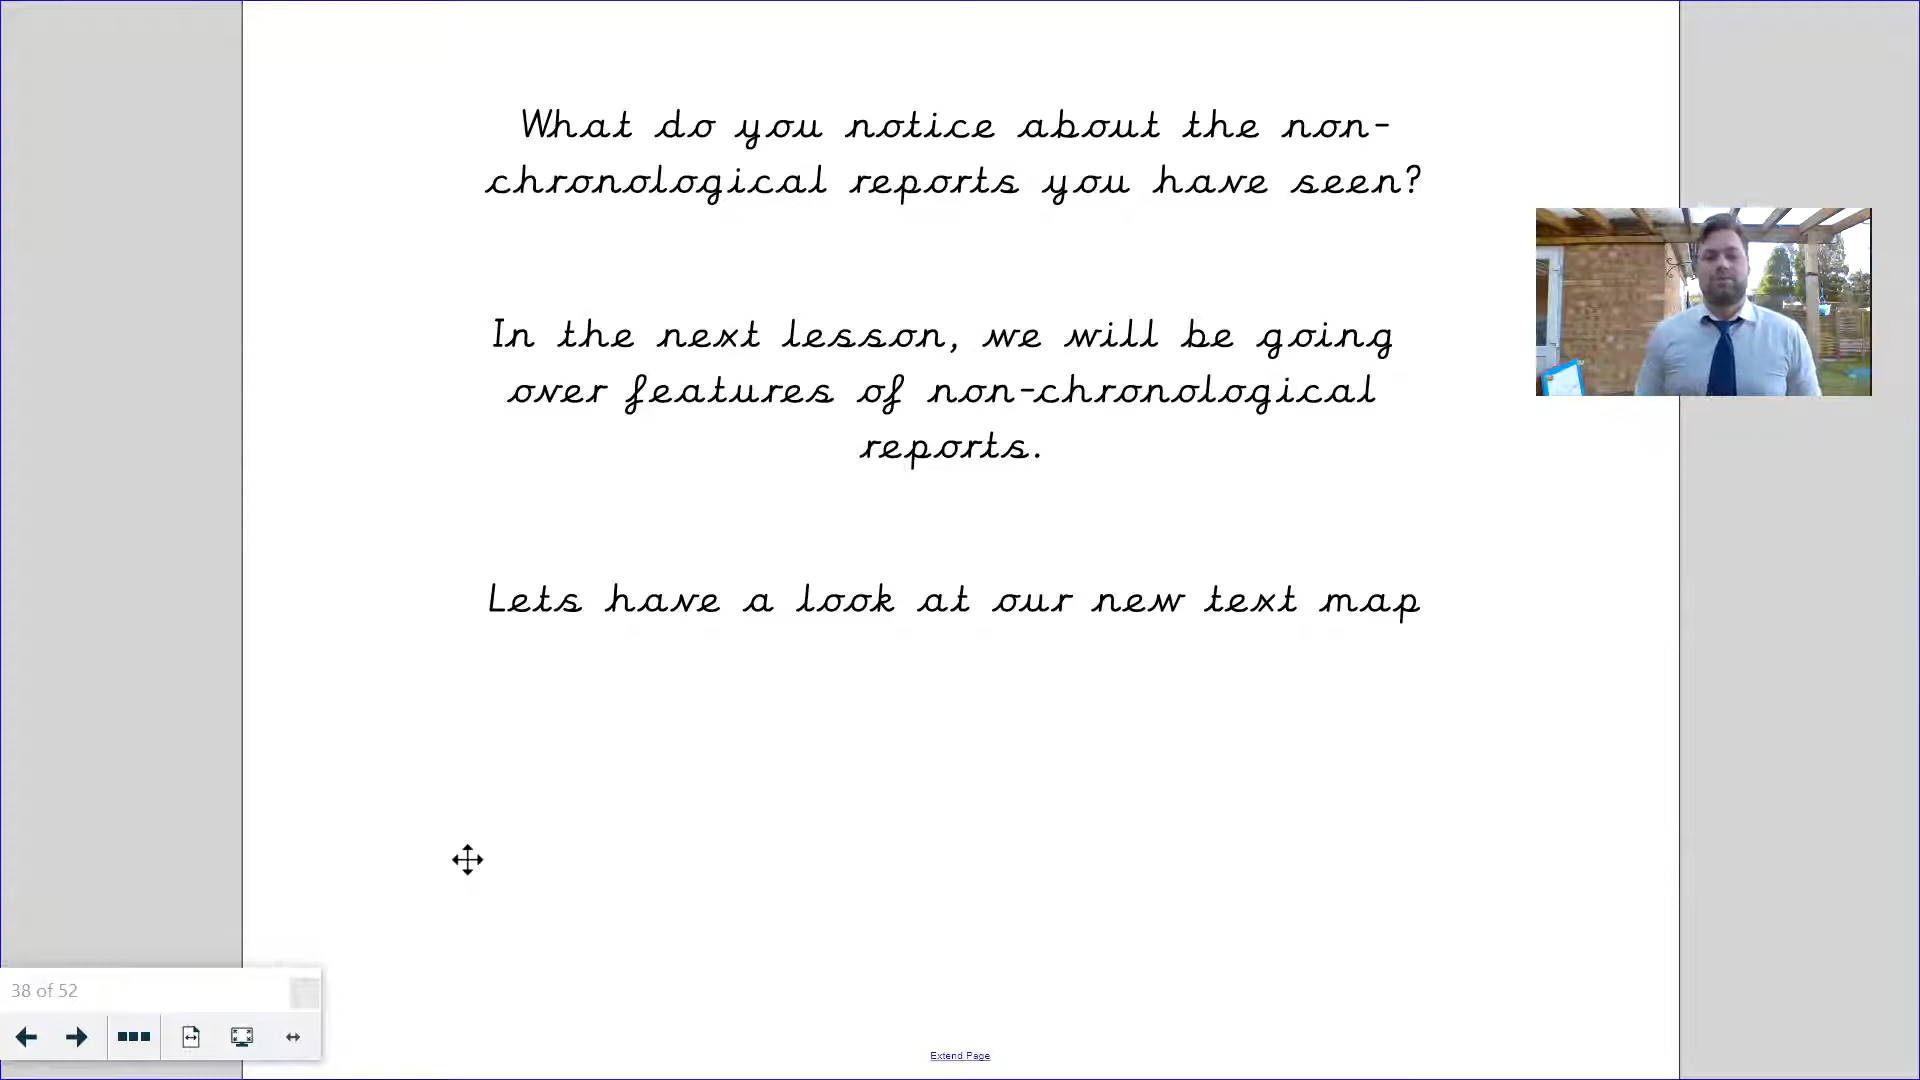 What do you notice about the non-
chronological reports you have seen?
In the next lesson, we will be going
over features of non-chronological
reports.
Lets have a look at our new text map
38 of 52
Extend Page